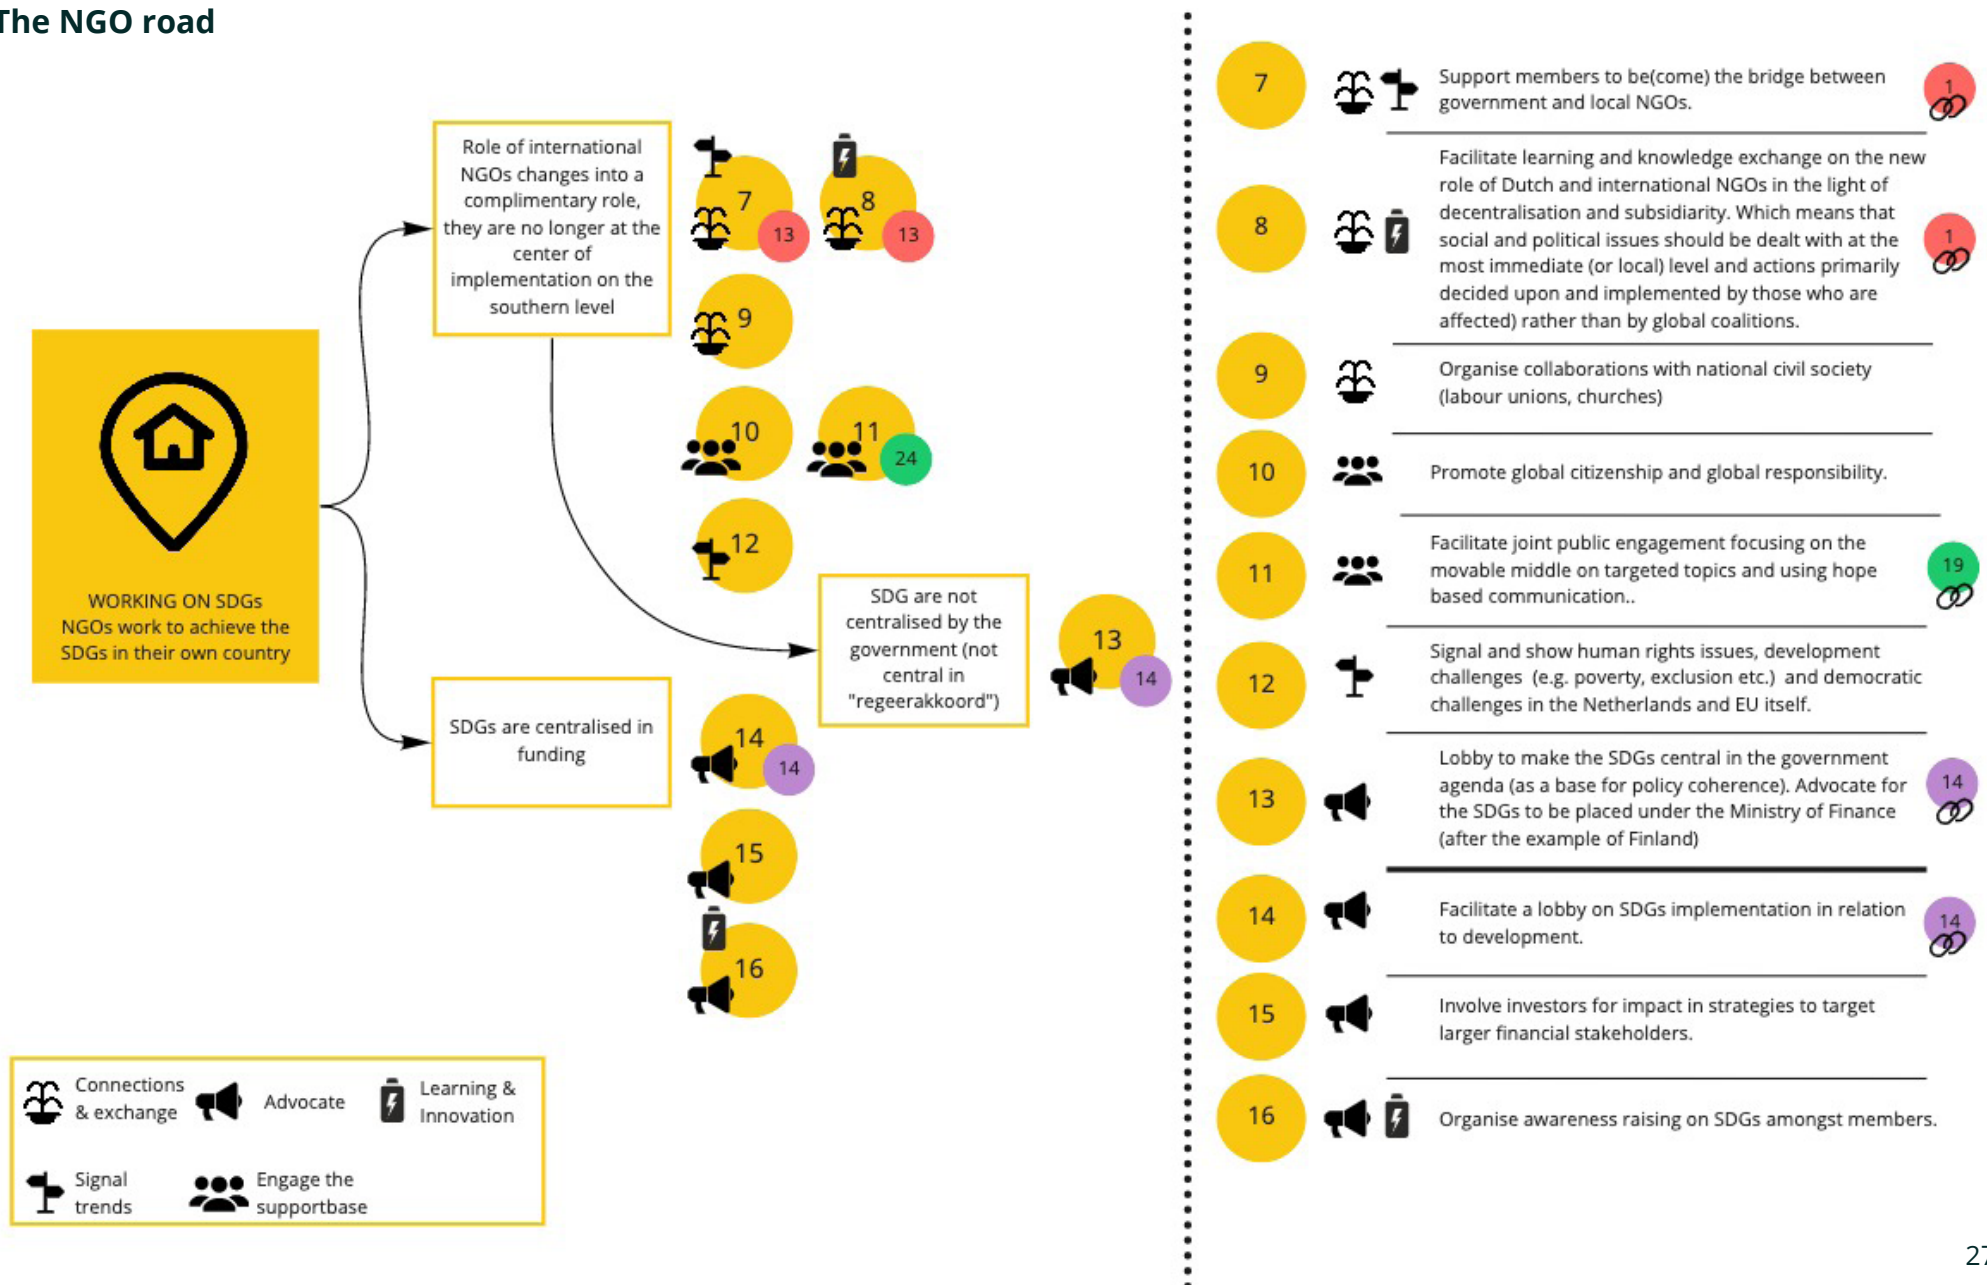 The NGO road
Role of international
NGOs changes into a
complimentary role,
they are no longer at the
center of
implementation on the
southern level
7
13
8
13
9
10
11
24
12
WORKING ON SDGs
NGOs work to achieve the
SDGs in their own country
SDG are not
centralised by the
government (not
central in
"regeerakkoord")
13
14
SDGs are centralised in
funding
14
14
15
16
Connections
& exchange
Advocate
Learning &
Innovation
Signal
trends
Engage the
supportbase
7
Support members to be(come) the bridge between
government and local NGOs.
1
8
Facilitate learning and knowledge exchange on the new
role of Dutch and international NGOs in the light of
decentralisation and subsidiarity. Which means that
social and political issues should be dealt with at the
most immediate (or local) level and actions primarily
decided upon and implemented by those who are
affected) rather than by global coalitions.
1
9
Organise collaborations with national civil society
(labour unions, churches)
10
Promote global citizenship and global responsibility.
11
Facilitate joint public engagement focusing on the
movable middle on targeted topics and using hope
based communication..
19
12
Signal and show human rights issues, development
challenges (e.g. poverty, exclusion etc.) and democratic
challenges in the Netherlands and EU itself.
13
Lobby to make the SDGs central in the government
agenda (as a base for policy coherence). Advocate for
the SDGs to be placed under the Ministry of Finance
(after the example of Finland)
14
14
Facilitate a lobby on SDGs implementation in relation
to development.
14
15
Involve investors for impact in strategies to target
larger financial stakeholders.
16
Organise awareness raising on SDGs amongst members.
27